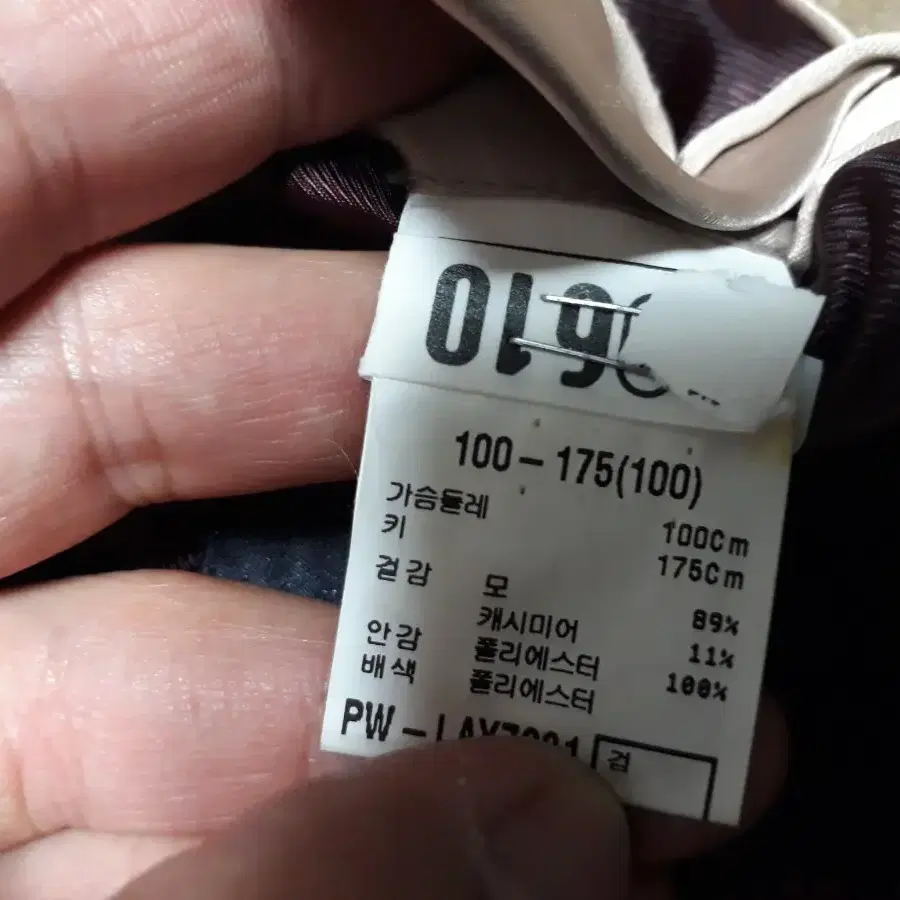 100-175(100)
가슴둘레 100Cm
키 175Cm
겉감 모 89%
캐시미어 11%
안감 폴리에스터 100%
배색 폴리에스터
PW-
검